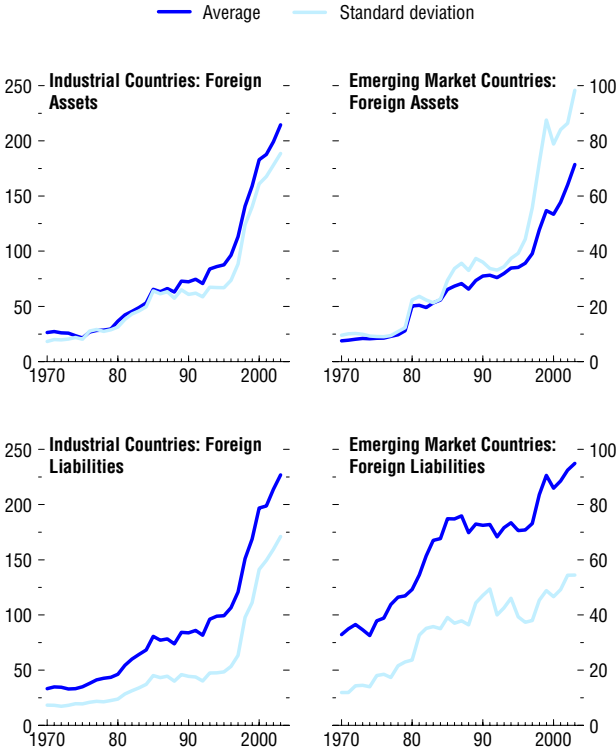 Average Standard deviation
Industrial Countries: Foreign
Assets
250
200
150
100
50
0
1970 80 90 2000
Emerging Market Countries:
Foreign Assets
100
80
60
40
20
0
1970 80 90 2000
Industrial Countries: Foreign
Liabilities
250
200
150
100
50
0
1970 80 90 2000
Emerging Market Countries:
Foreign Liabilities
100
80
60
40
20
0
1970 80 90 2000